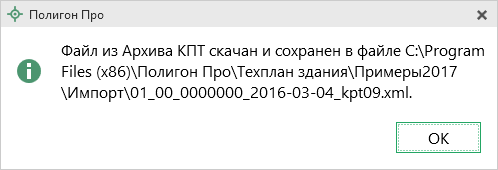 Полигон Про
Файл из Архива КПТ скачан и сохранен в файле C:\Program
Files (x86)\Полигон Про\Техплан здания\Примеры2017
\Импорт\01_00_0000000_2016-03-04_kpt09.xml.
ОК